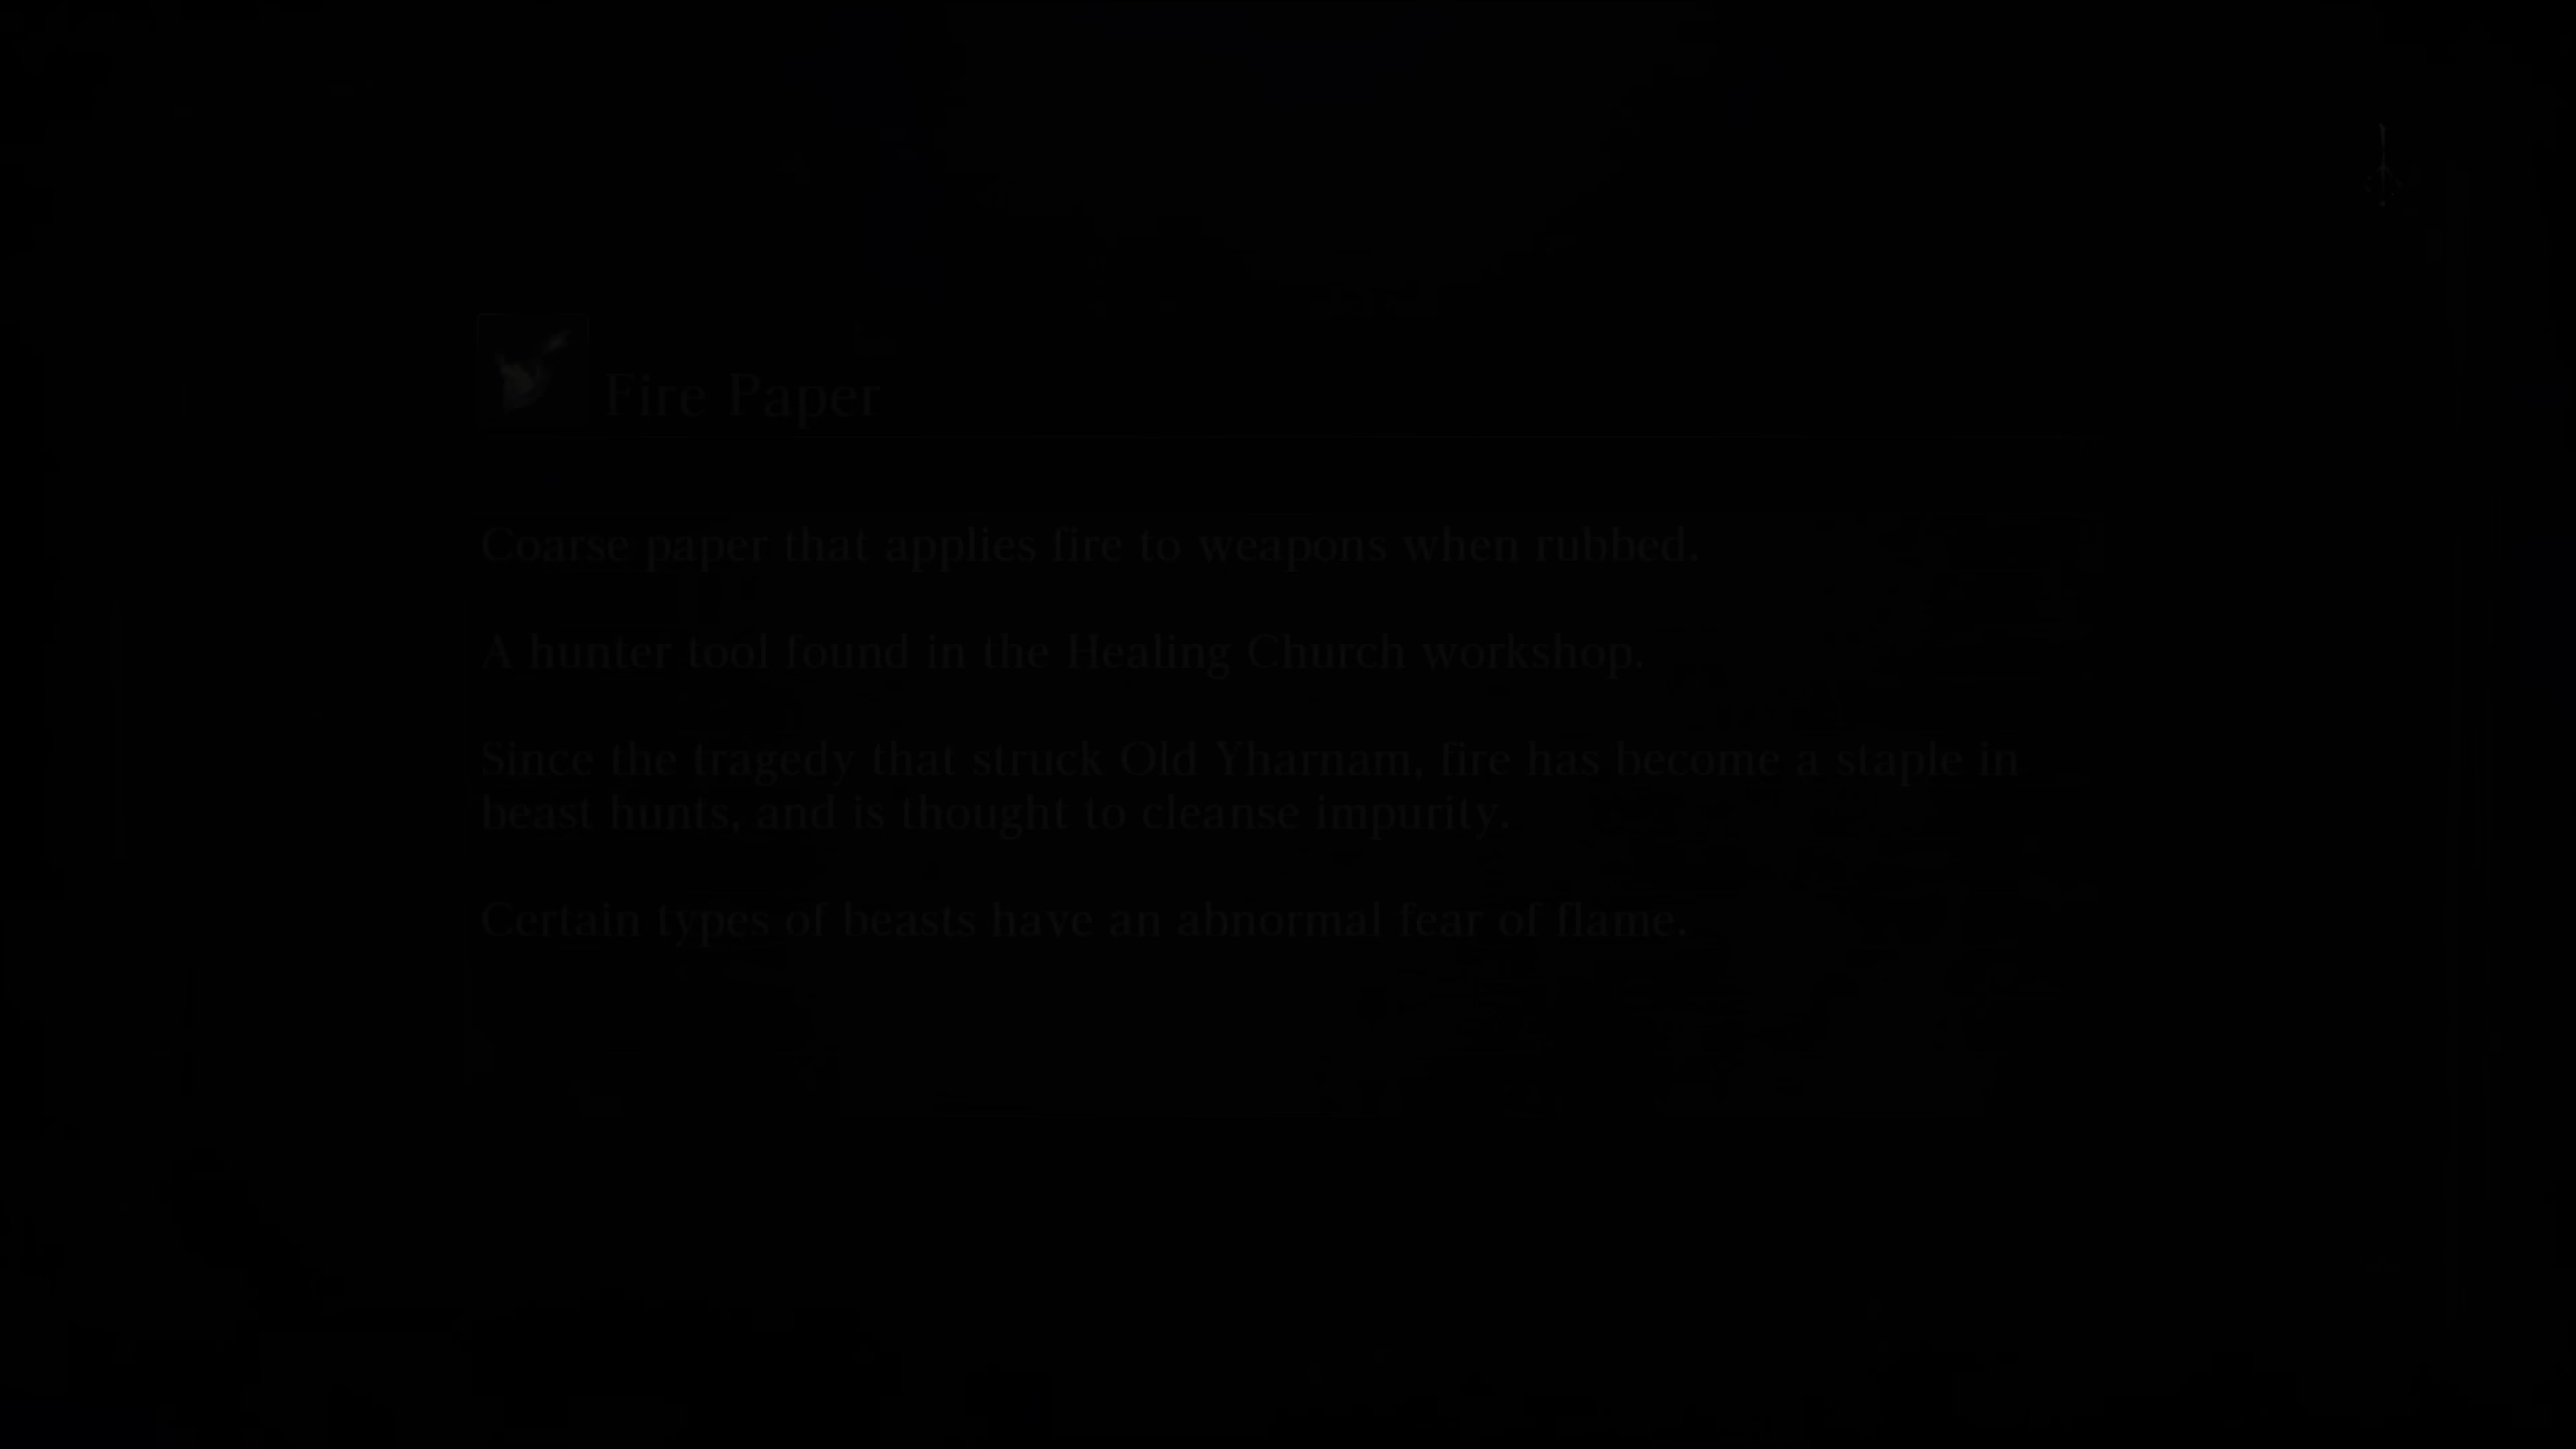 Fire Paper
Coarse paper that applies fire to weapons when rubbed.
A hunter tool found in the Healing Church workshop.
Since the tragedy that struck Old Yharnam, fire has become a staple in
beast hunts, and is thought to cleanse impurity.
Certain types of beasts have an abnormal fear of flame.